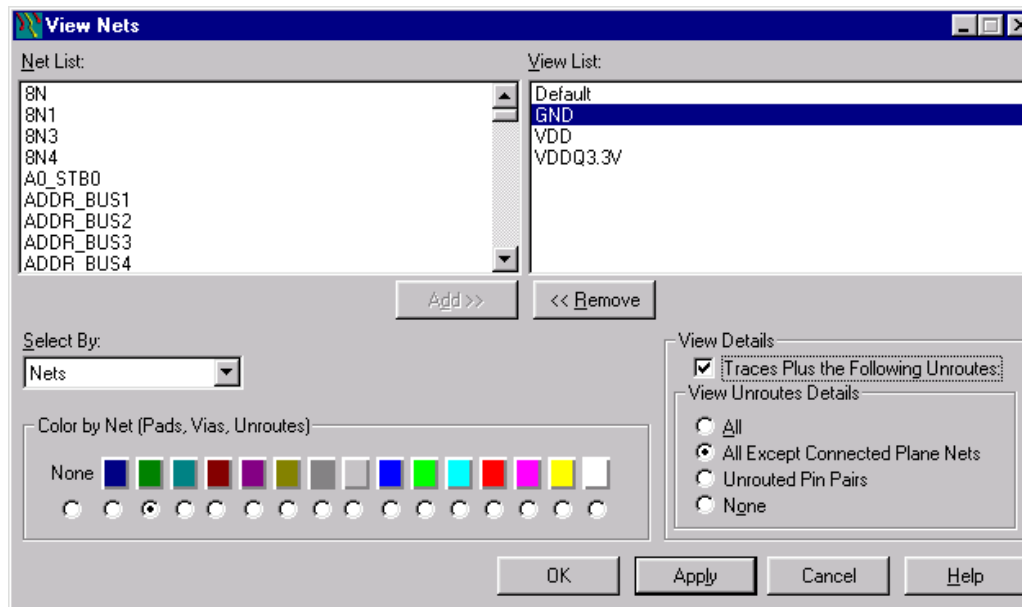 View Nets
Net List:
8N
8N1
8N3
8N4
A0_STB0
ADDR_BUS1
ADDR_BUS2
ADDR_BUS3
ADDR_BUS4
View List:
Default
GND
VDD
VDDQ3.3V
Add >>
<< Remove
Select By:
Nets
Color by Net (Pads, Vias, Unroutes)
None
View Details
Traces Plus the Following Unroutes:
View Unroutes Details
All
All Except Connected Plane Nets
Unrouted Pin Pairs
None
OK
Apply
Cancel
Help